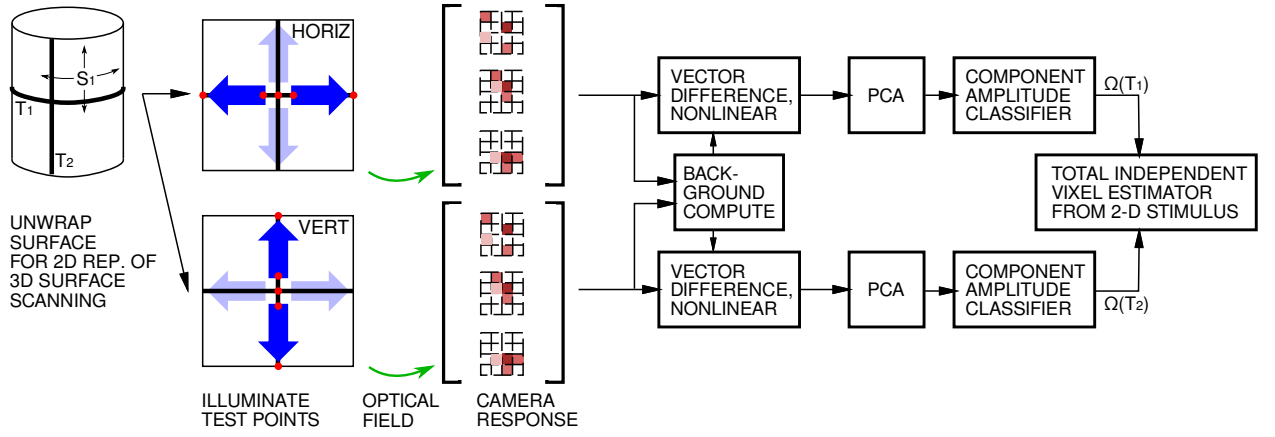 S1
T1
T2
UNWRAP
SURFACE
FOR 2D REP. OF
3D SURFACE
SCANNING
HORIZ
VERT
ILLUMINATE
TEST POINTS
OPTICAL
FIELD
CAMERA
RESPONSE
VECTOR
DIFFERENCE,
NONLINEAR
PCA
COMPONENT
AMPLITUDE
CLASSIFIER
Ω(T1)
BACK-
GROUND
COMPUTE
TOTAL INDEPENDENT
VIXEL ESTIMATOR
FROM 2-D STIMULUS
VECTOR
DIFFERENCE,
NONLINEAR
PCA
COMPONENT
AMPLITUDE
CLASSIFIER
Ω(T2)